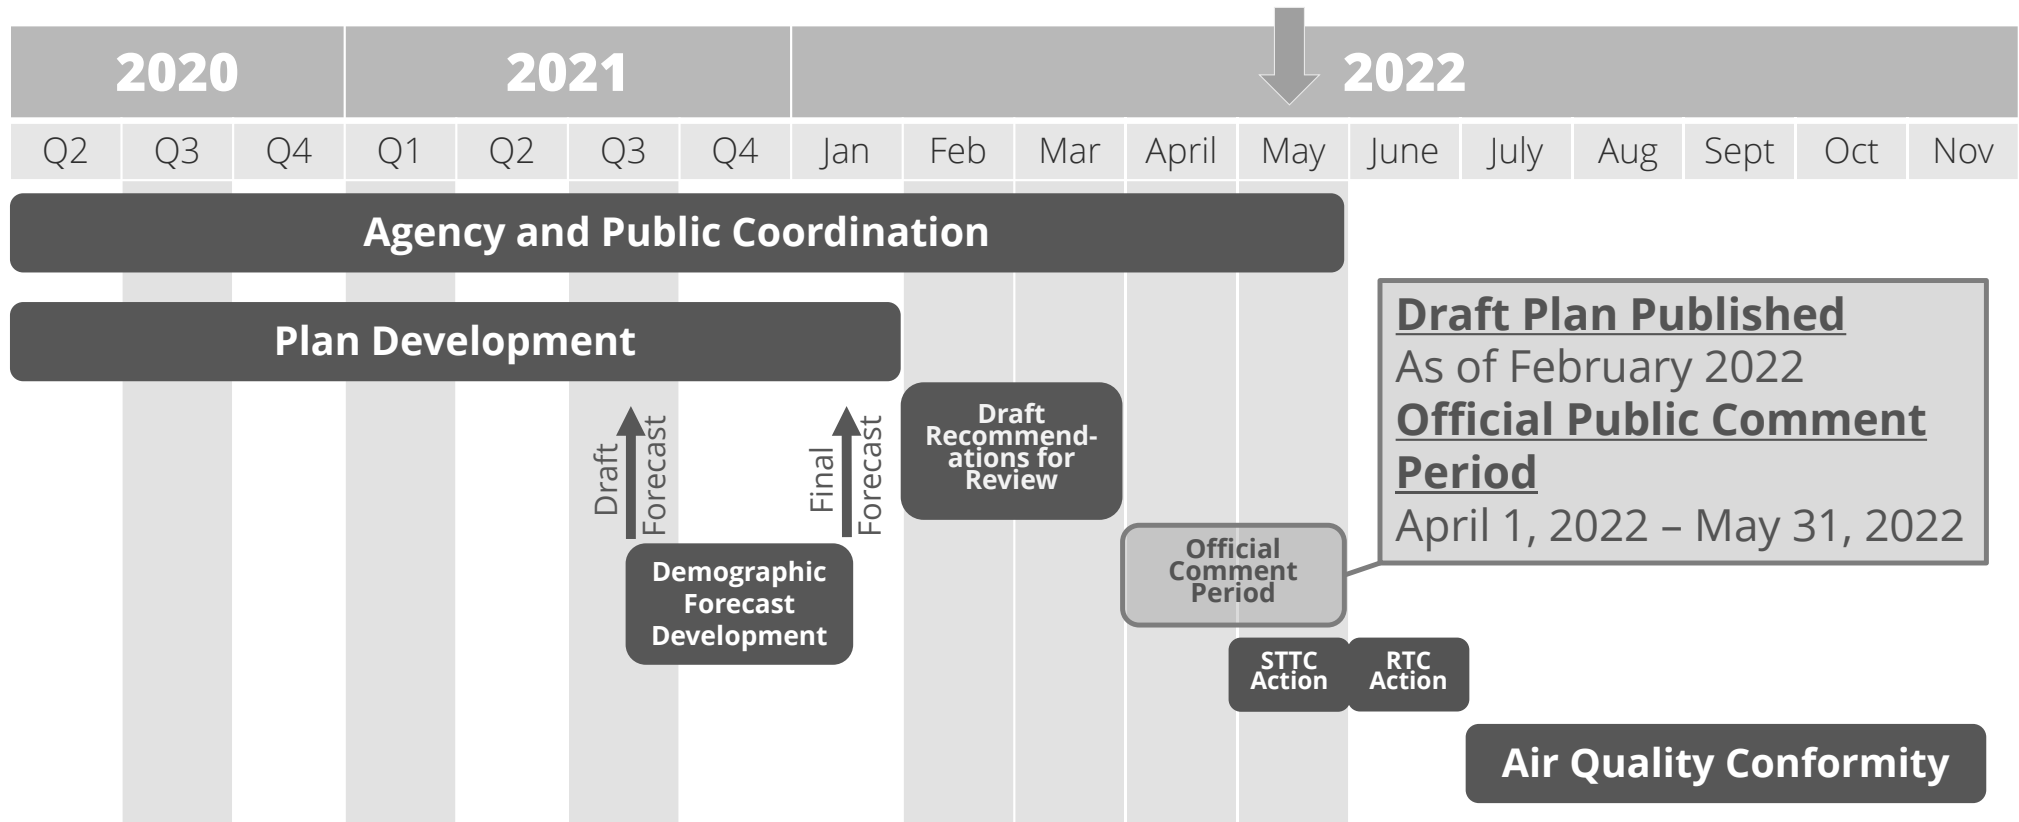 2020 2021 2022
Q2 Q3 Q4 Q1 Q2 Q3 Q4 Jan Feb Mar April May June July Aug Sept Oct Nov
Agency and Public Coordination
Plan Development
Draft
Forecast
Final
Forecast
Draft
Recommend-
ations for
Review
Draft Plan Published
As of February 2022
Official Public Comment
Period
April 1, 2022 – May 31, 2022
Official
Comment
Period
Demographic
Forecast
Development
STTC
Action
RTC
Action
Air Quality Conformity